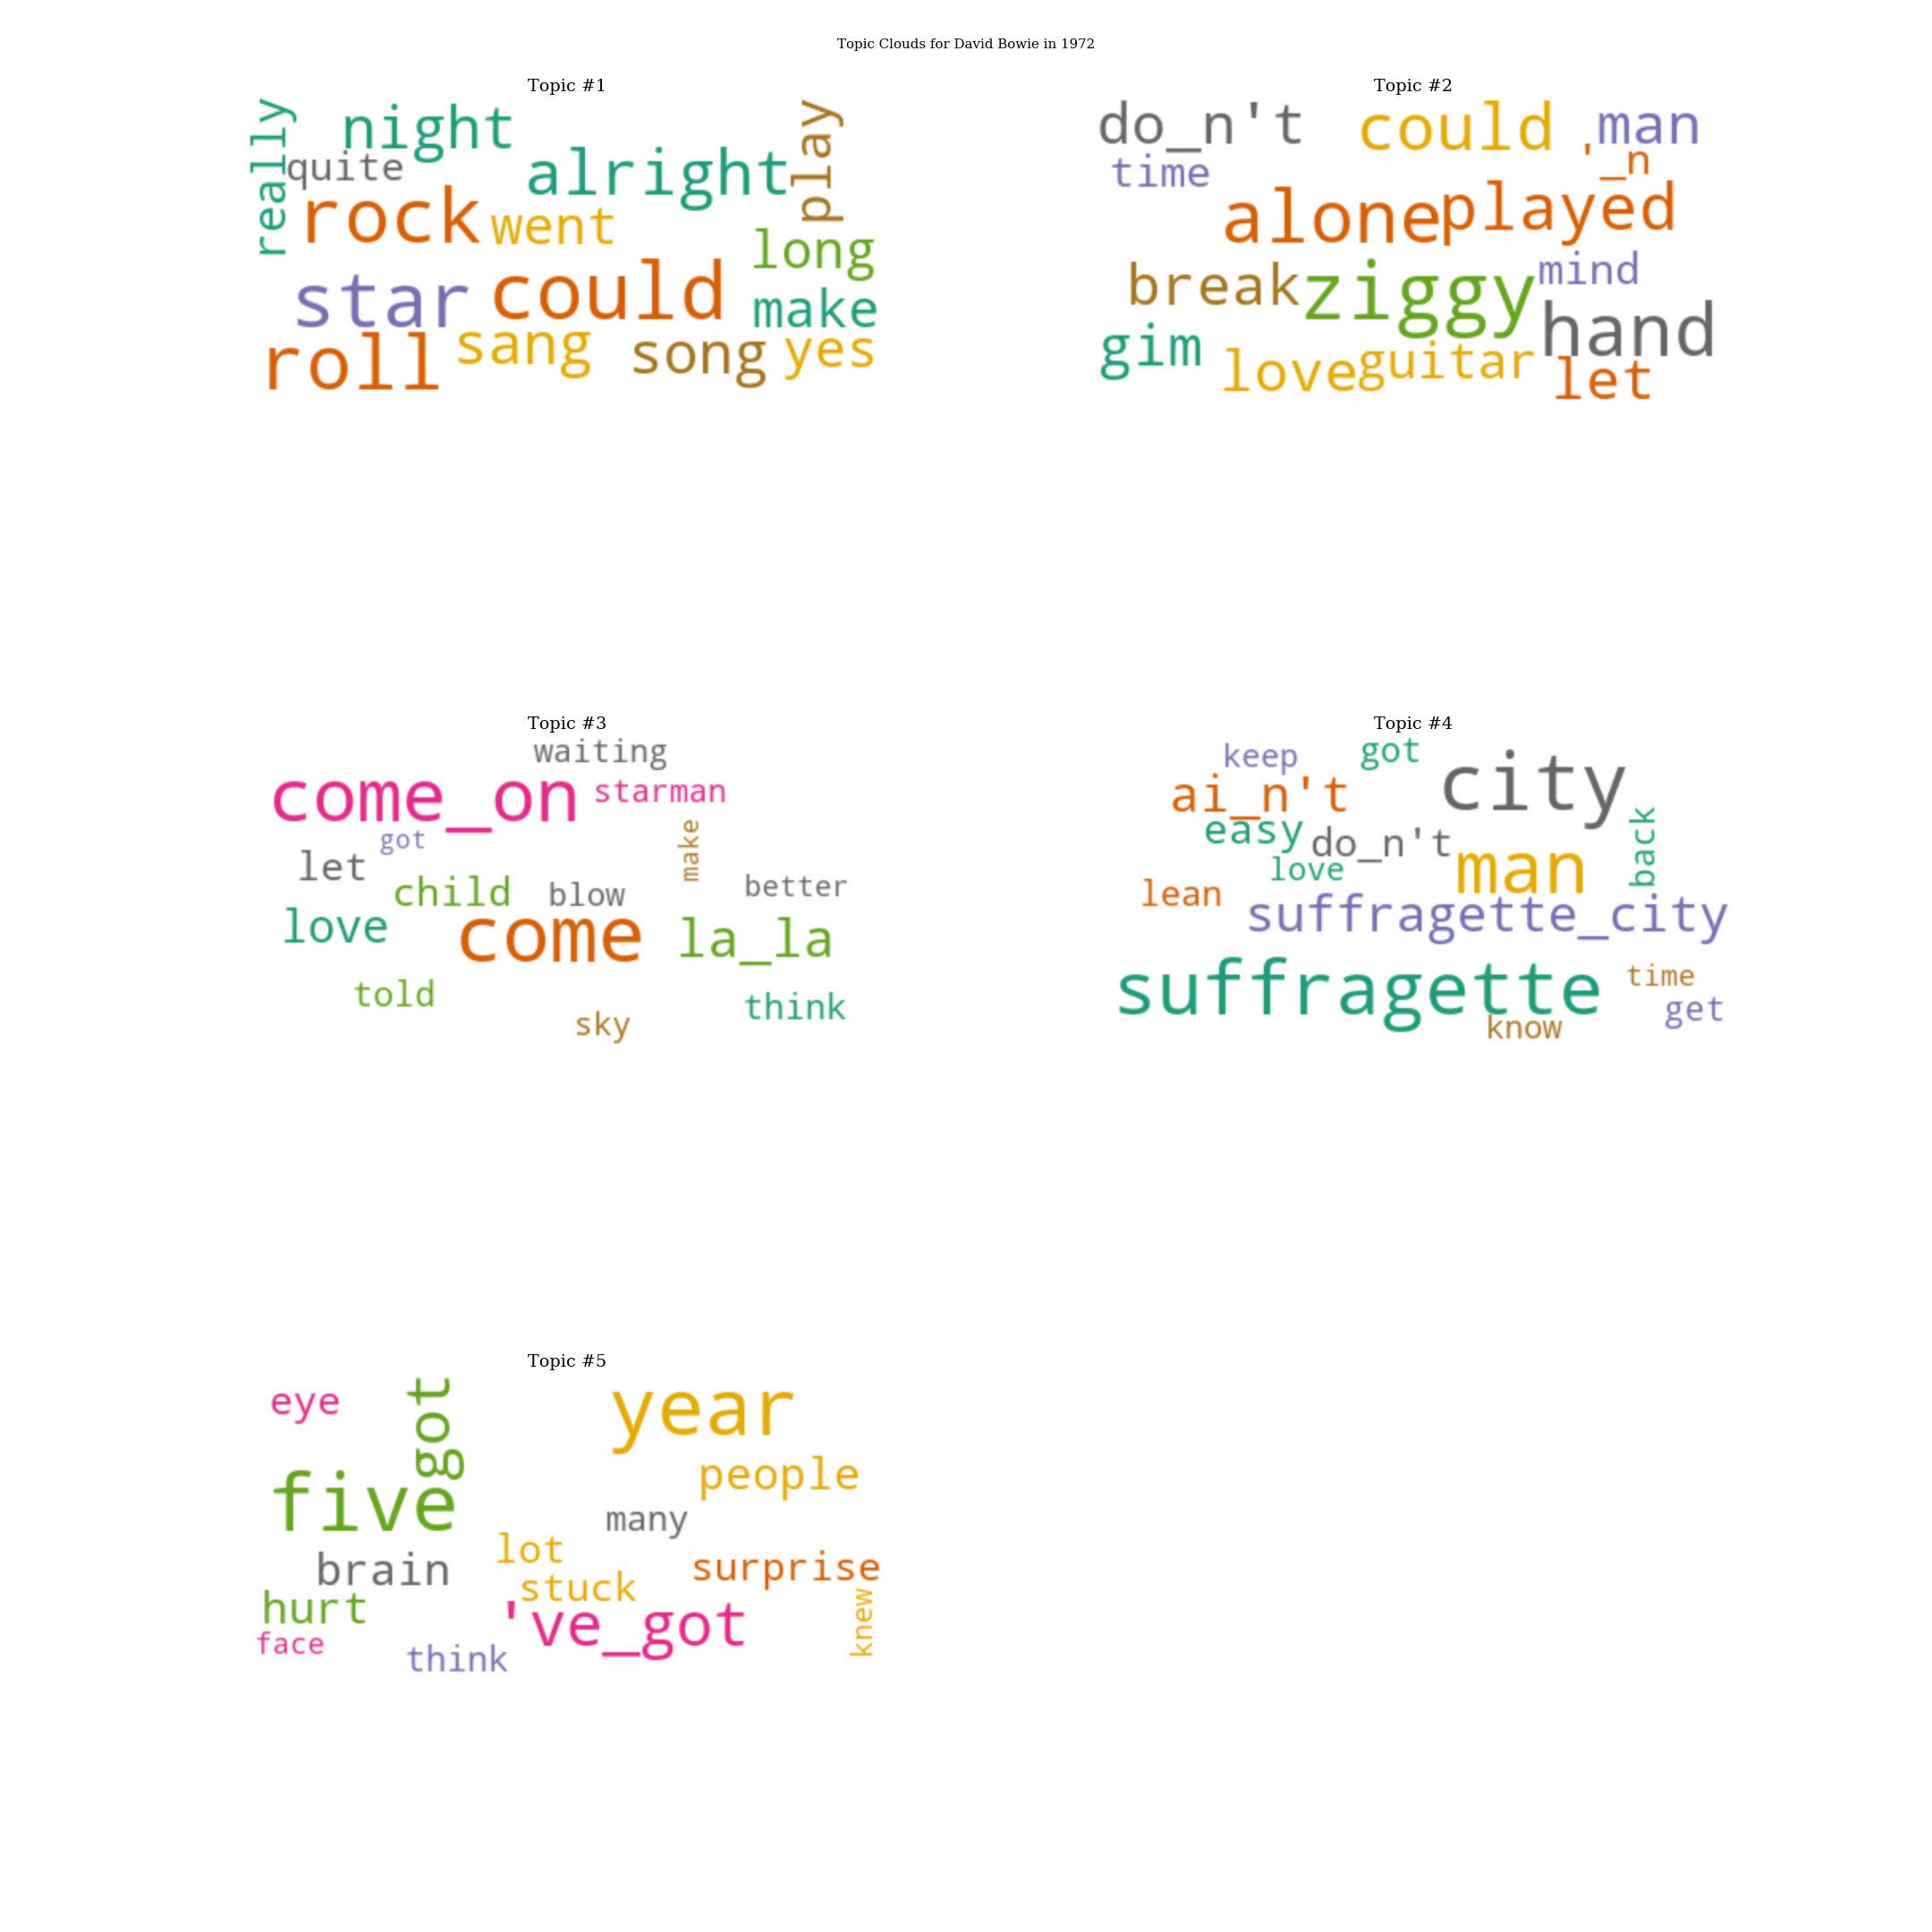 Topic Clouds for David Bowie in 1972
Topic #1
really
night
play
quite
alright
rock
went
long
star
could
make
roll
sang
song
yes
Topic #2
do_n't
could
man
time
'_n
alone
played
break
ziggy
mind
hand
gim
love
guitar
let
Topic #3
waiting
come_on
starman
got
make
let
child
blow
better
love
come
la_la
told
think
sky
Topic #4
keep
got
city
ai_n't
easy
do_n't
back
love
man
lean
suffragette_city
suffragette
time
get
know
Topic #5
eye
got
year
people
five
many
brain
lot
surprise
stuck
hurt
've_got
knew
face
think